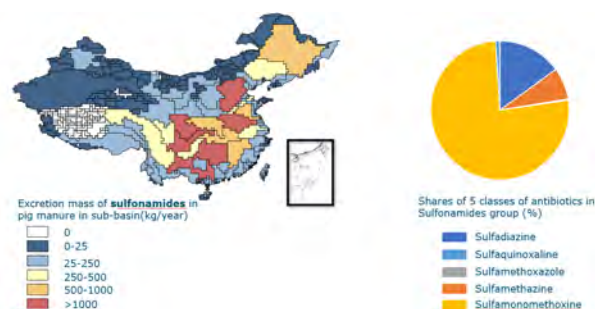 Excretion mass of sulfonamides in
pig manure in sub-basin(kg/year)
0
0-25
25-250
250-500
500-1000
>1000
Shares of 5 classes of antibiotics in
Sulfonamides group (%)
Sulfadiazine
Sulfaquinoxaline
Sulfamethoxazole
Sulfamethazine
Sulfamonomethoxine